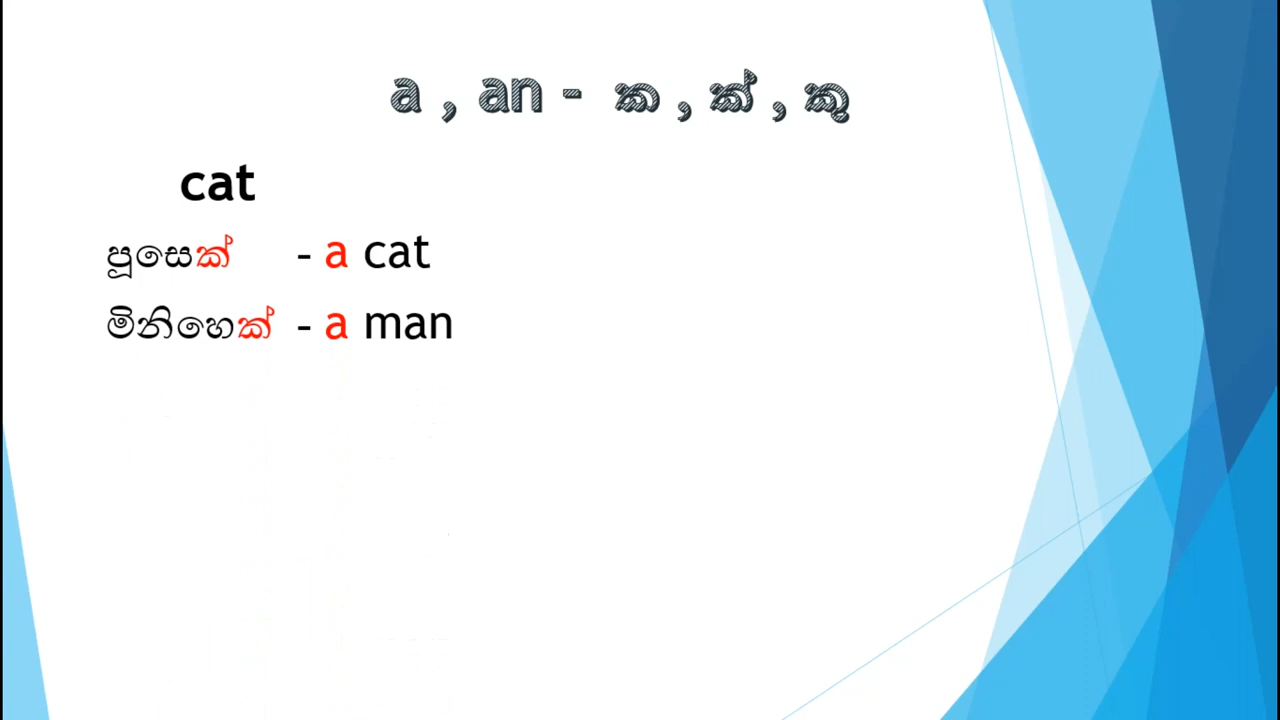 a , an - ක , ක් , කු
cat
පූසෙක් - a cat
මිනිහෙක් - a man